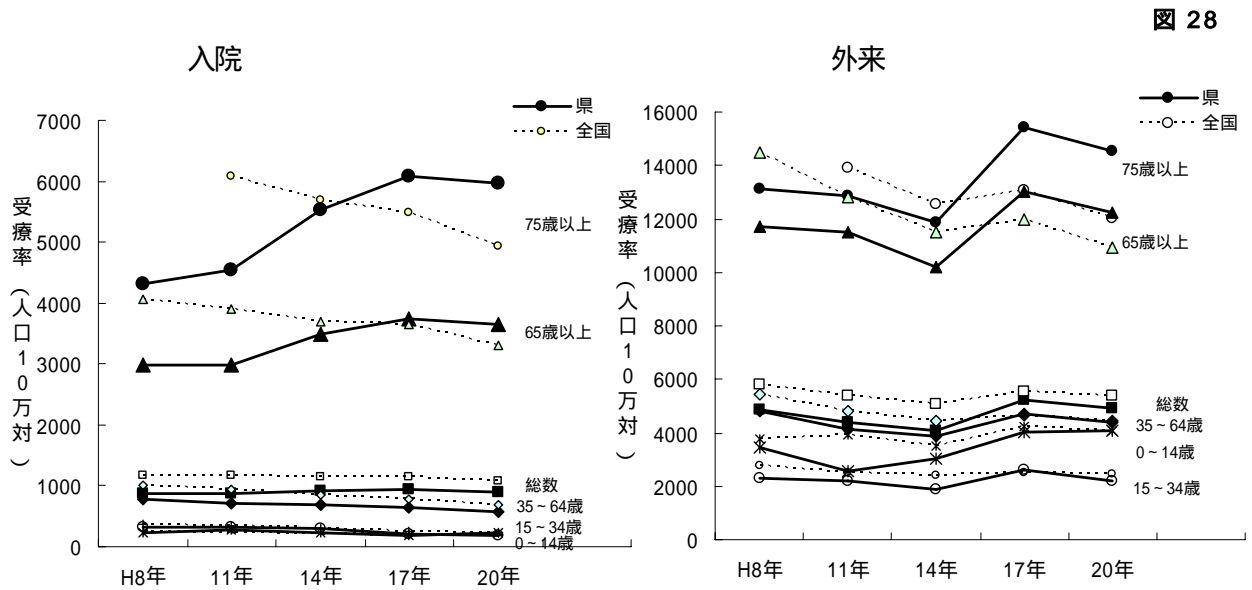 図 28
入院
県
全国
7000
6000
5000
4000
3000
2000
1000
0
受療率（人口10万対）
75歳以上
65歳以上
総数
35～64歳
15～34歳
0～14歳
H8年 11年 14年 17年 20年
外来
県
全国
16000
14000
12000
10000
8000
6000
4000
2000
0
受療率（人口10万対）
75歳以上
65歳以上
総数
35～64歳
0～14歳
15～34歳
H8年 11年 14年 17年 20年